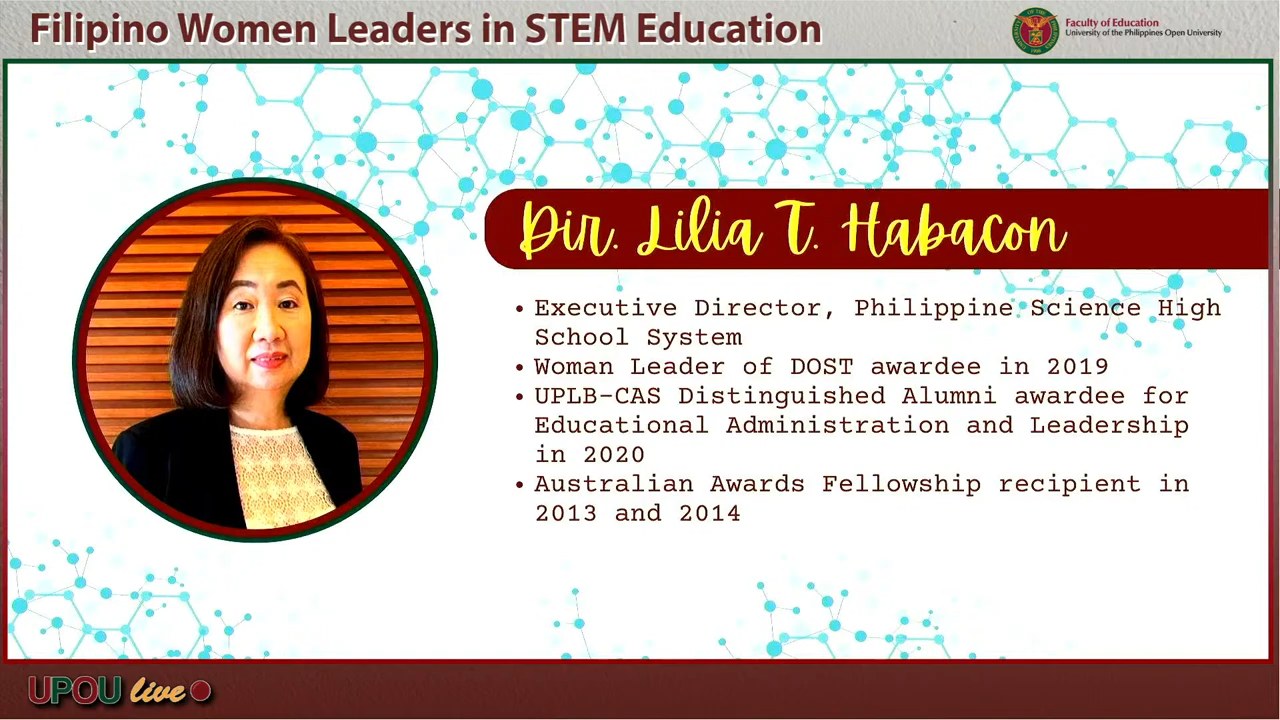 Filipino Women Leaders in STEM Education
Faculty of Education
University of the Philippines Open University
Dir. Lilia T. Habacon
• Executive Director, Philippine Science High
School System
• Woman Leader of DOST awardee in 2019
• UPLB-CAS Distinguished Alumni awardee for
Educational Administration and Leadership
in 2020
• Australian Awards Fellowship recipient in
2013 and 2014
UPOU live